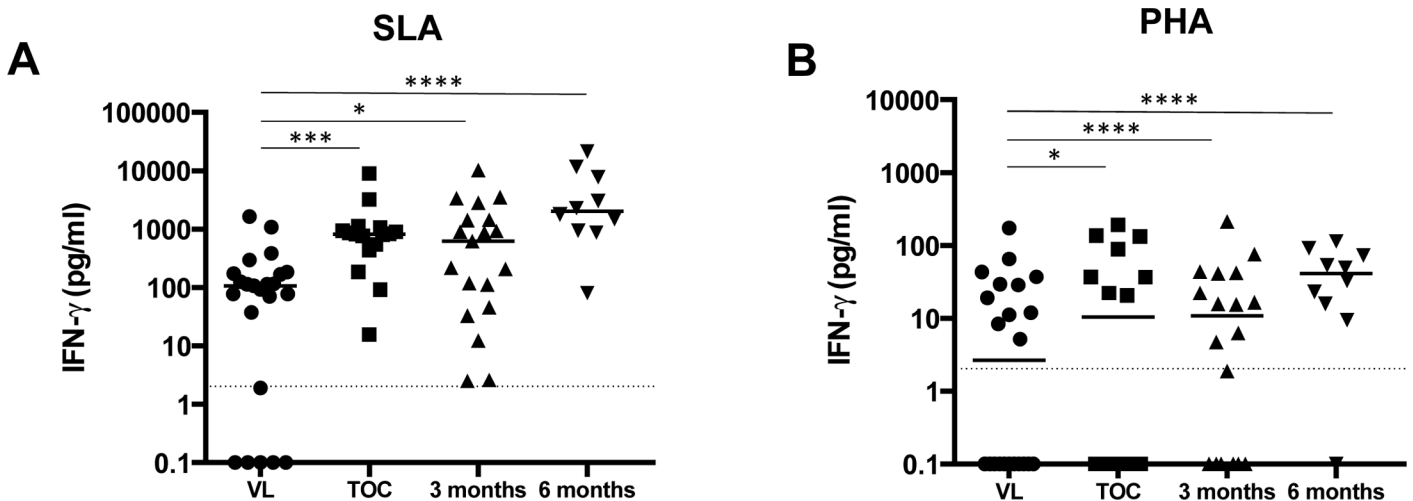 A
SLA
****
*
***
IFN-γ (pg/ml)
100000
10000
1000
100
10
1
0.1
VL TOC 3 months 6 months
B
PHA
****
****
*
IFN-γ (pg/ml)
10000
1000
100
10
1
0.1
VL TOC 3 months 6 months